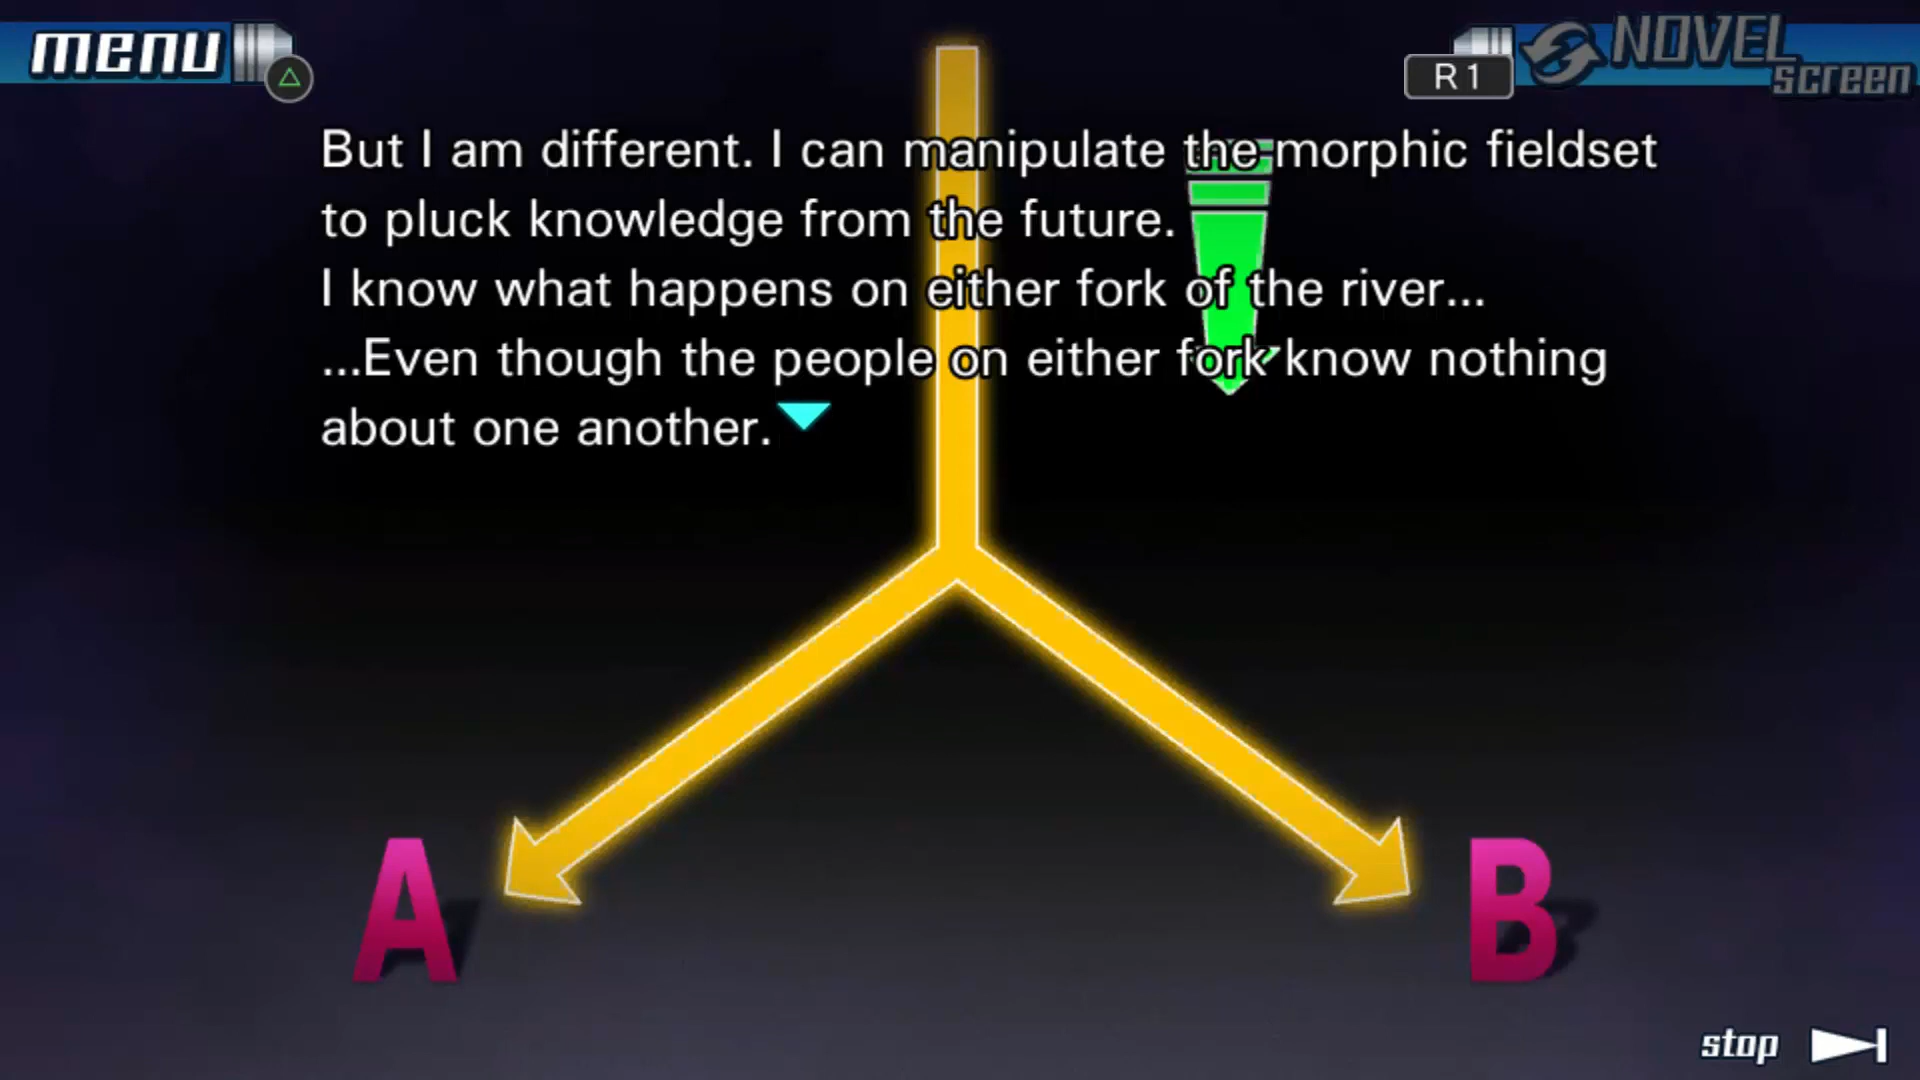 menu
R1
NOVEL
screen
But I am different. I can manipulate the morphic fieldset
to pluck knowledge from the future.
I know what happens on either fork of the river...
...Even though the people on either fork know nothing
about one another.
A
B
stop